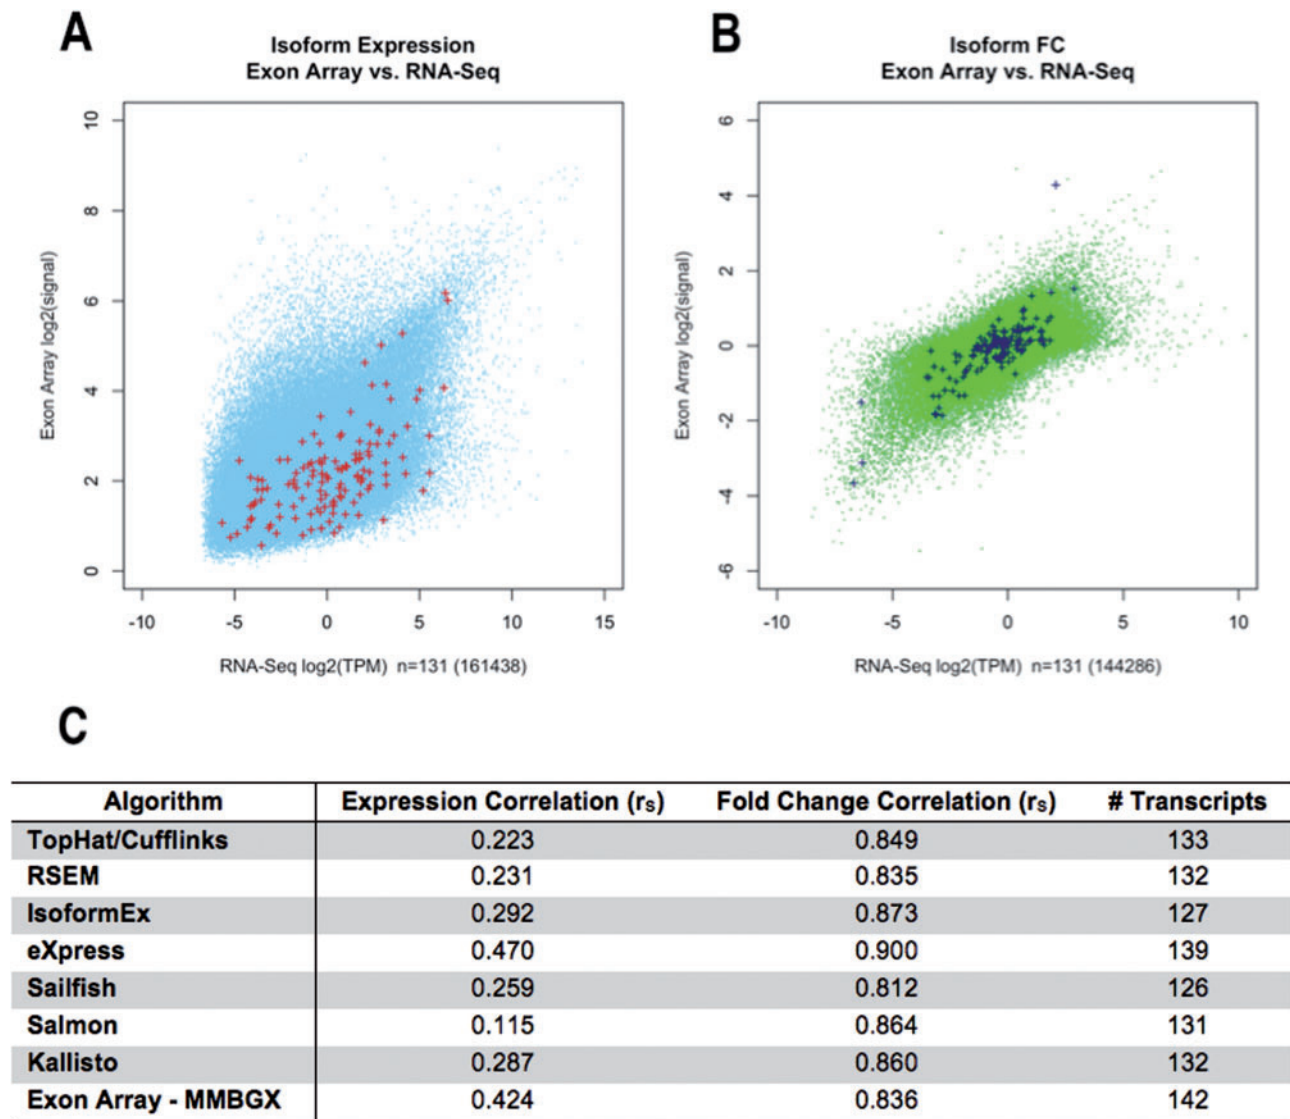 A
Isoform Expression
Exon Array vs. RNA-Seq
Exon Array log2(signal)
10
8
6
4
2
0
-10 -5 0 5 10 15
RNA-Seq log2(TPM) n=131 (161438)
B
Isoform FC
Exon Array vs. RNA-Seq
Exon Array log2(signal)
6
4
2
0
-2
-4
-6
-10 -5 0 5 10
RNA-Seq log2(TPM) n=131 (144286)
C
Algorithm Expression Correlation (rs) Fold Change Correlation (rs) # Transcripts
TopHat/Cufflinks 0.223 0.849 133
RSEM 0.231 0.835 132
IsoformEx 0.292 0.873 127
eXpress 0.470 0.900 139
Sailfish 0.259 0.812 126
Salmon 0.115 0.864 131
Kallisto 0.287 0.860 132
Exon Array - MMBGX 0.424 0.836 142